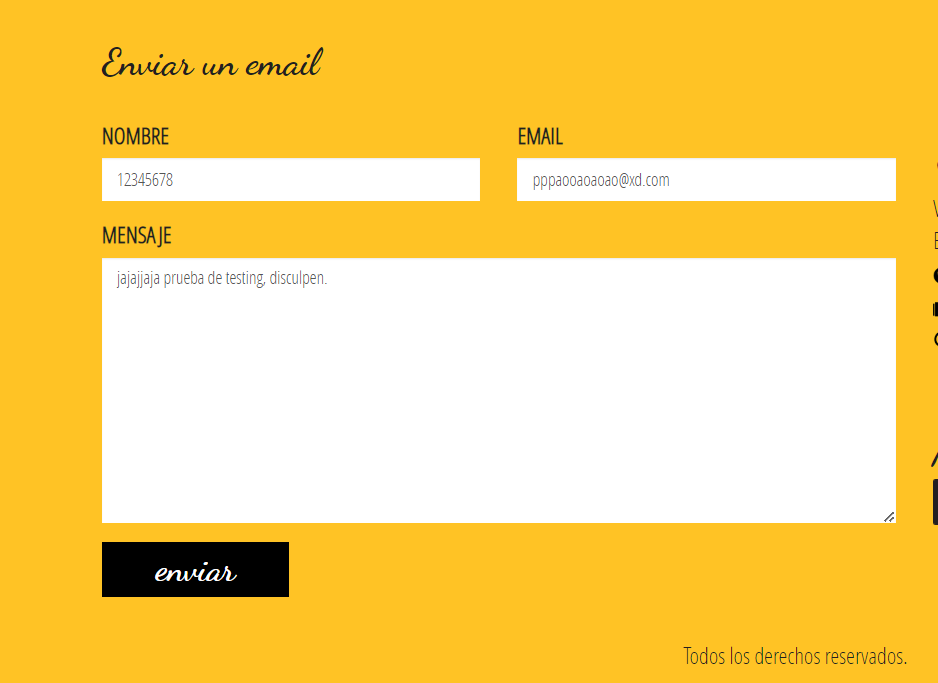 Enviar un email
NOMBRE
EMAIL
12345678
pppaooaoaoao@xd.com
MENSAJE
jajajjaja prueba de testing, disculpen.
enviar
Todos los derechos reservados.